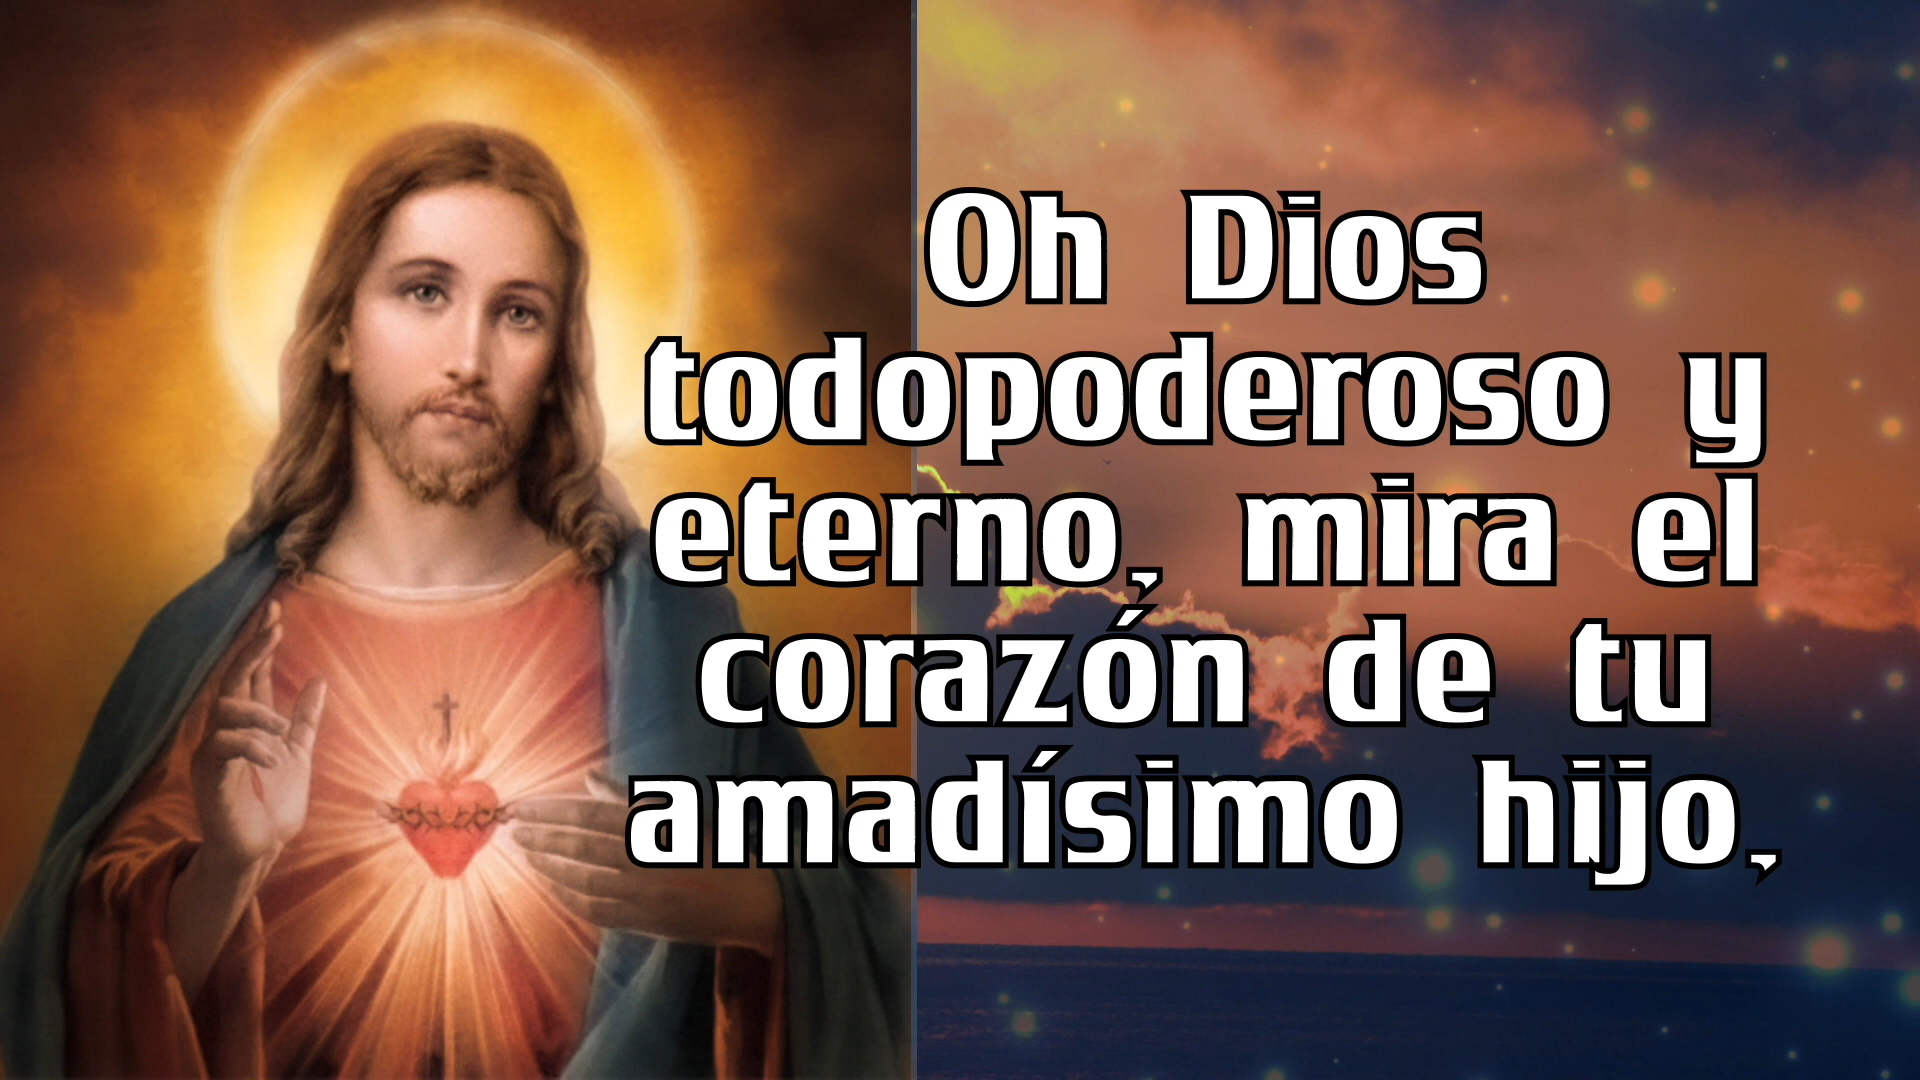 Oh Dios
todopoderoso y
eterno, mira el
corazón de tu
amadísimo hijo,